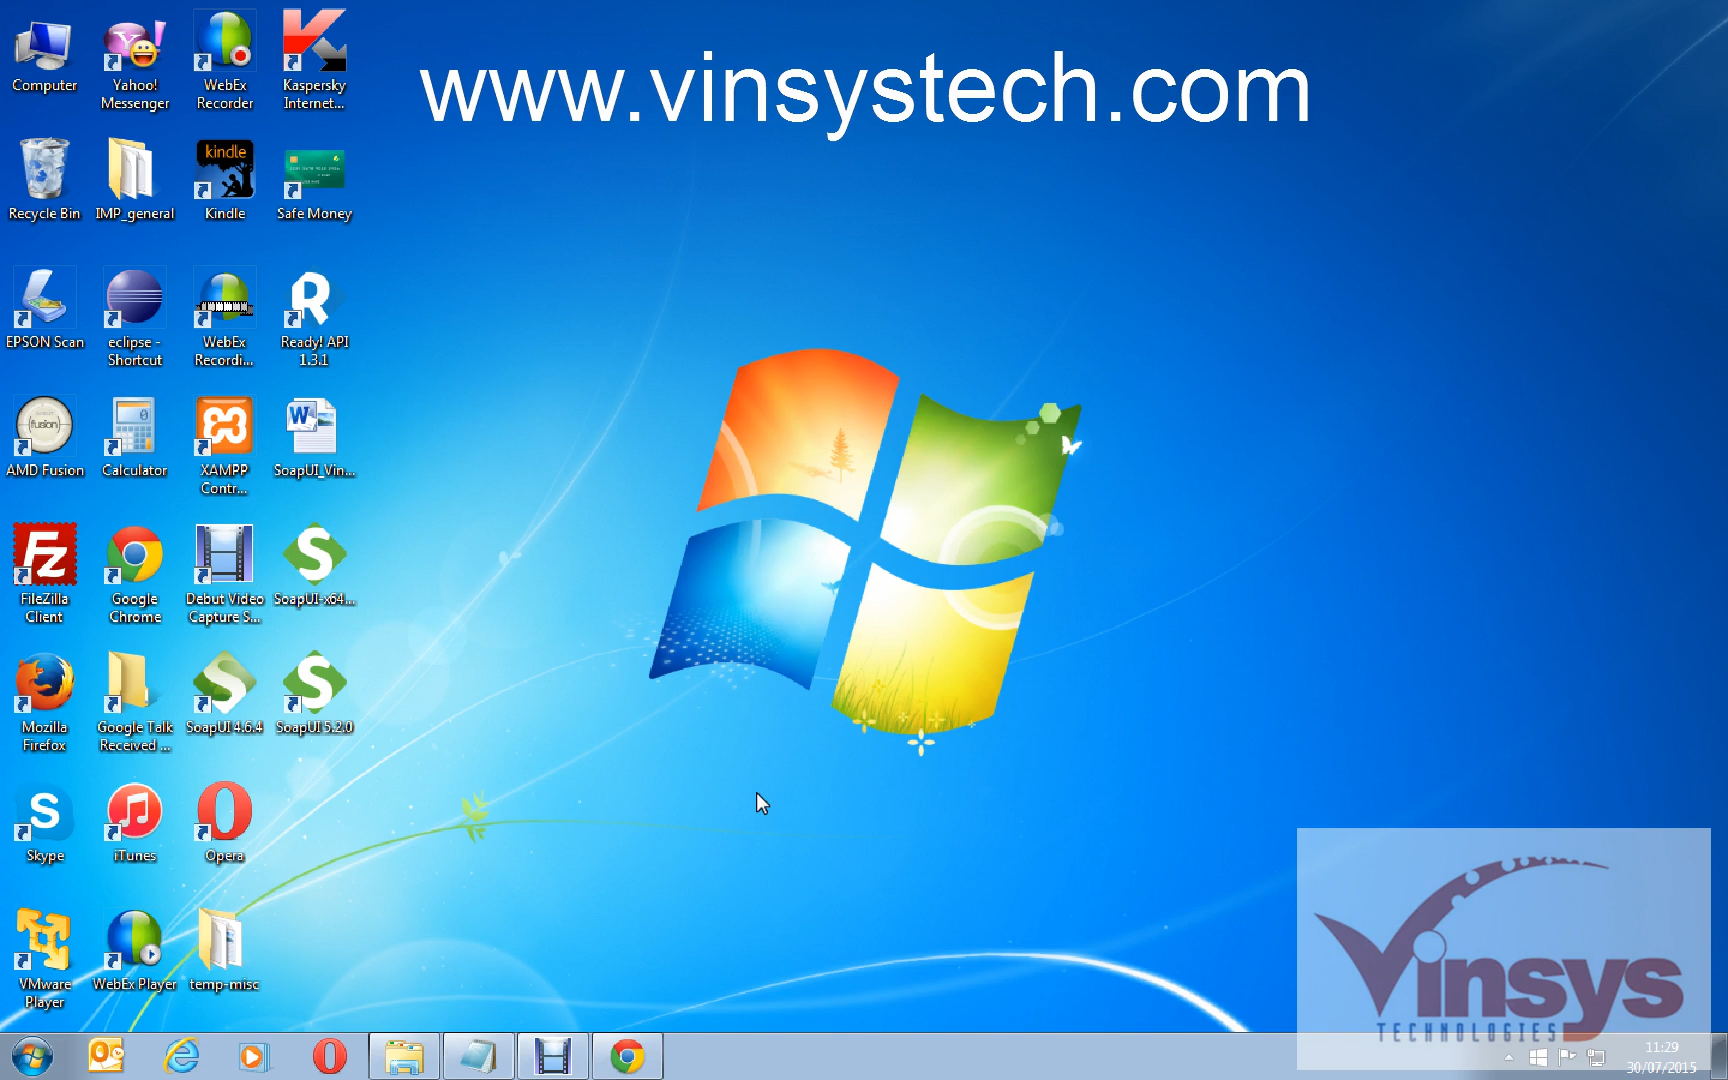 www.vinsystech.com
Computer
Yahoo!
Messenger
WebEx
Recorder
Kaspersky
Internet...
Recycle Bin
IMP_general
kindle
Kindle
Safe Money
EPSON Scan
eclipse -
Shortcut
WebEx
Recordi...
Ready! API
1.3.1
fusion
AMD Fusion
Calculator
XAMPP
Contr...
SoapUI_Vin...
FileZilla
Client
Google
Chrome
Debut Video
Capture S...
SoapUI-x64...
Mozilla
Firefox
Google Talk
Received ...
SoapUI 4.6.4
SoapUI 5.2.0
Skype
iTunes
Opera
VMware
Player
WebEx Player
temp-misc
Vinsys
TECHNOLOGIES
11:29
30/07/2015